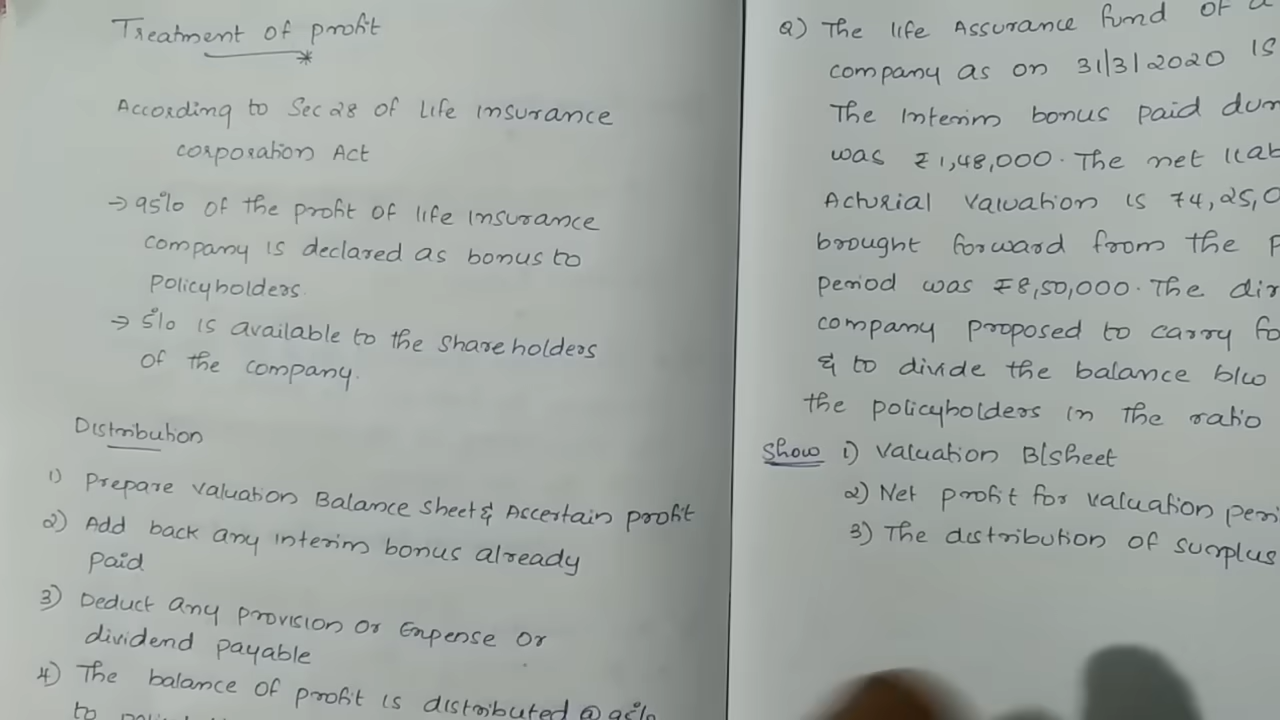 Treatment of profit
According to Sec 28 of Life Insurance
corporation Act
→ 95% of the profit of life Insurance
company is declared as bonus to
policyholders.
→ 5% is available to the shareholders
of the company.
Distribution
1) Prepare valuation Balance sheet & Ascertain profit
2) Add back any interim bonus already
paid
3) Deduct any provision or Expense or
dividend payable
4) The balance of profit is distributed @ 95%
to
Q) The life Assurance fund of a
company as on 31/3/2020 is
The Interim bonus paid
was ₹1,48,000. The net
Acturial valuation is 74,25,0
brought forward from the
period was ₹8,50,000. The
company proposed to carry
& to divide the balance b/w
the policyholders in the ratio
Show i) Valuation B/sheet
2) Net profit for valuation
3) The distribution of surplus